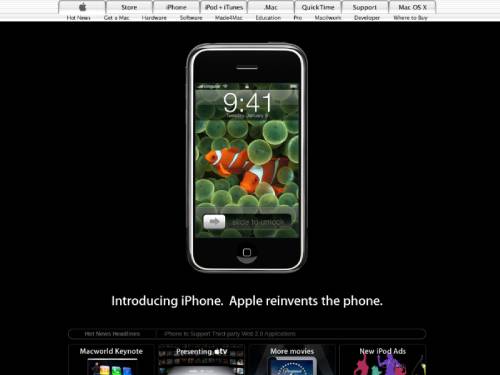 Store iPhone iPod + iTunes .Mac QuickTime Support Mac OS X
Hot News Get a Mac Hardware Software Made4Mac Education Pro Mac@work Developer Where to Buy
9:41
Tuesday, January 9
slide to unlock
Introducing iPhone. Apple reinvents the phone.
Hot News Headlines iPhone to Support Third-party Web 2.0 Applications
Macworld Keynote Presenting tv More movies New iPod Ads